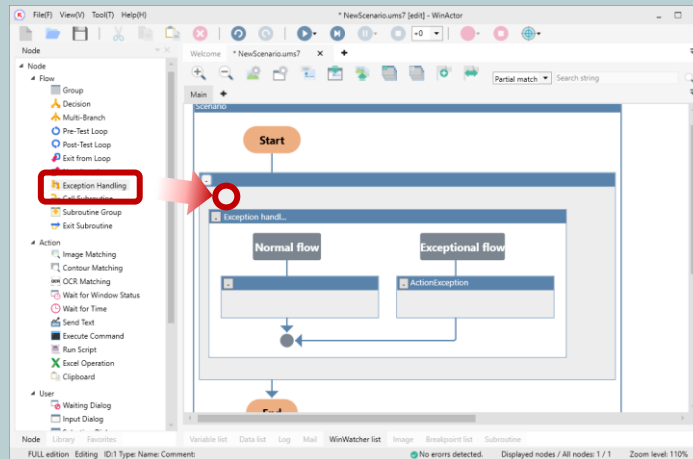 File(F) View(V) Tool(T) Help(H)
* NewScenario.ums7 [edit] - WinActor
+0
Node
Welcome * NewScenario.ums7
Partial match Search string
Main
Node
Flow
Group
Decision
Multi-Branch
Pre-Test Loop
Post-Test Loop
Exit from Loop
Exception Handling
Call Subroutine
Subroutine Group
Exit Subroutine
Action
Image Matching
Contour Matching
OCR Matching
Wait for Window Status
Wait for Time
Send Text
Execute Command
Run Script
Excel Operation
Clipboard
User
Waiting Dialog
Input Dialog
Scenario
Start
Exception handl...
Normal flow
Exceptional flow
ActionException
End
Node Library Favorites
Variable list Data list Log Mail WinWatcher list Image Breakpoint list Subroutine
FULL edition Editing ID:1 Type: Name: Comment:
No erorrs detected. Displayed nodes / All nodes: 1 / 1 Zoom level: 110%